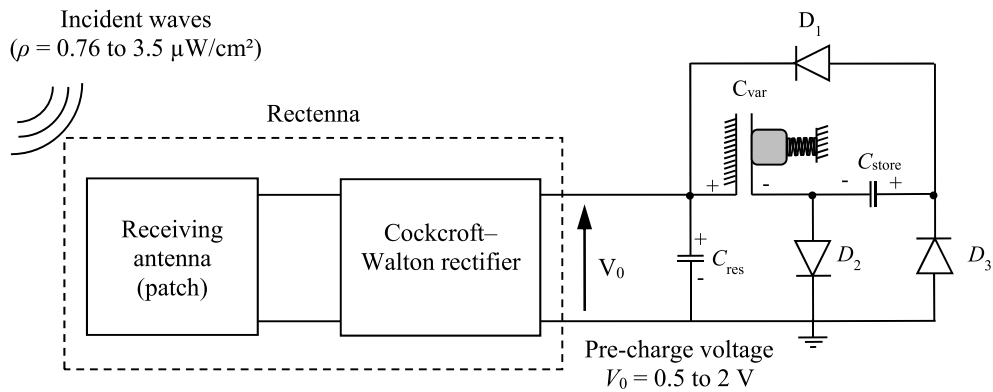 Incident waves
(ρ = 0.76 to 3.5 µW/cm²)
Rectenna
Receiving
antenna
(patch)
Cockcroft–
Walton rectifier
V0
Pre-charge voltage
V0 = 0.5 to 2 V
+
Cres
-
D1
Cvar
+
-
Cstore
-
+
D2
D3